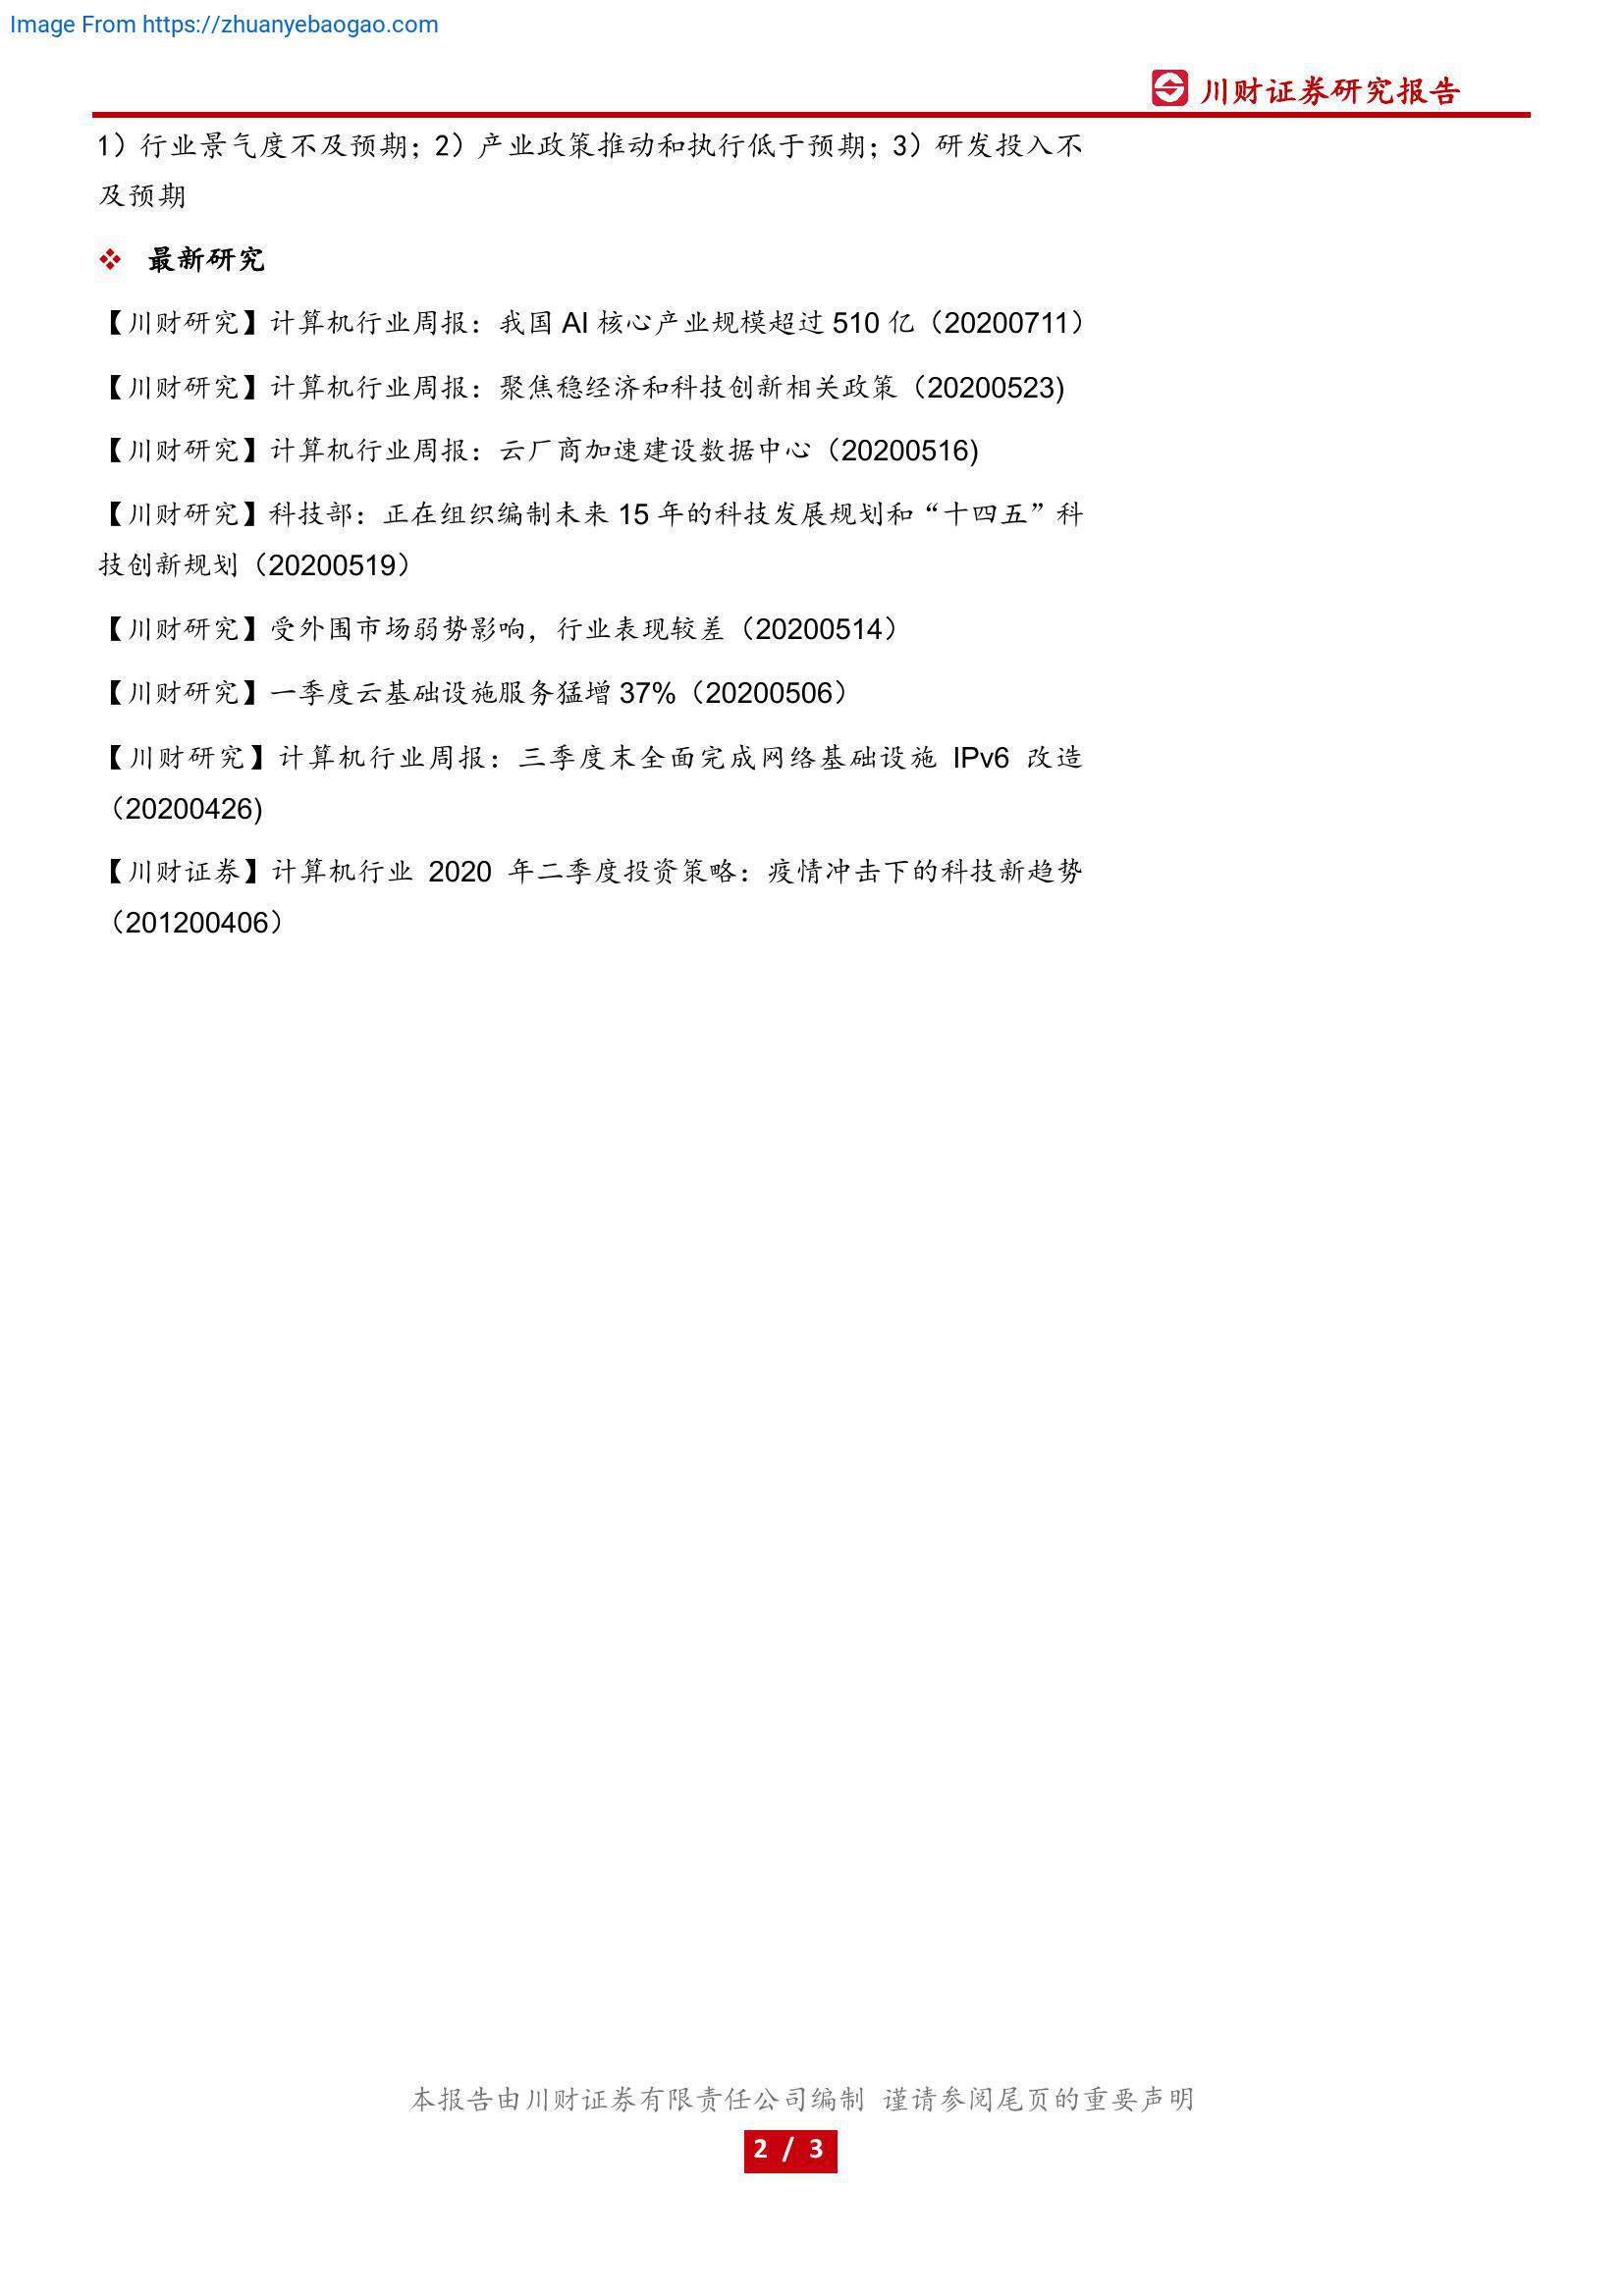 Image From https://zhuanyebaogao.com
川财证券研究报告
1）行业景气度不及预期；2）产业政策推动和执行低于预期；3）研发投入不
及预期
最新研究
【川财研究】计算机行业周报：我国 AI 核心产业规模超过 510 亿（20200711）
【川财研究】计算机行业周报：聚焦稳经济和科技创新相关政策（20200523)
【川财研究】计算机行业周报：云厂商加速建设数据中心（20200516)
【川财研究】科技部：正在组织编制未来 15 年的科技发展规划和“十四五”科
技创新规划（20200519）
【川财研究】受外围市场弱势影响，行业表现较差（20200514）
【川财研究】一季度云基础设施服务猛增 37%（20200506）
【川财研究】计算机行业周报：三季度末全面完成网络基础设施 IPv6 改造
（20200426)
【川财证券】计算机行业 2020 年二季度投资策略：疫情冲击下的科技新趋势
（201200406）
本报告由川财证券有限责任公司编制 谨请参阅尾页的重要声明
2 / 3